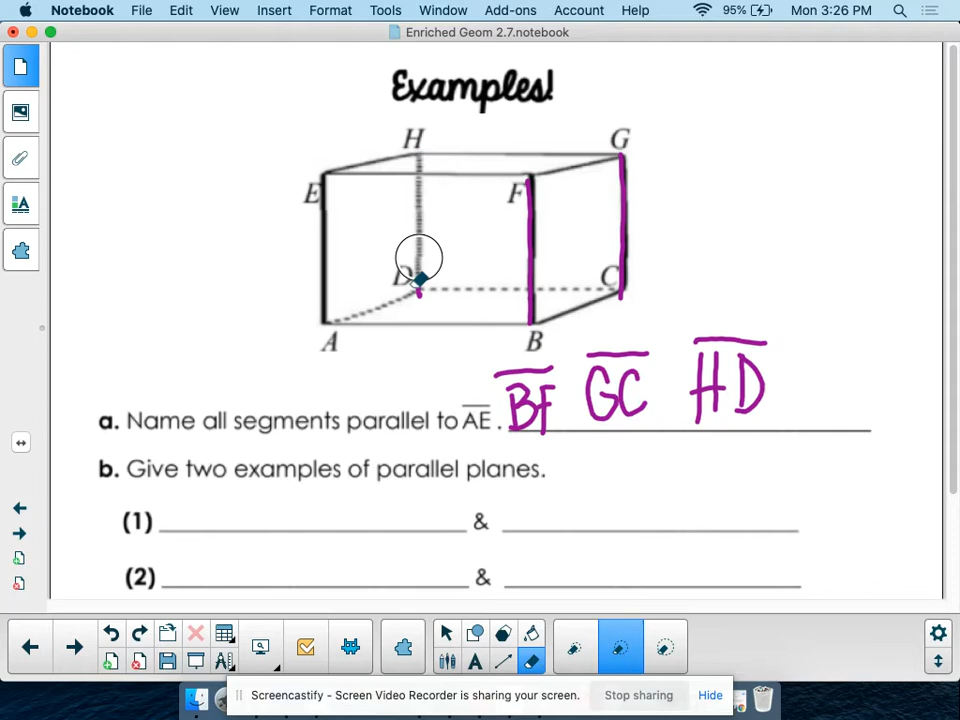 Notebook File Edit View Insert Format Tools Window Add-ons Account Help 95% Mon 3:26 PM
Enriched Geom 2.7.notebook
Examples!
H G
E F
D C
A B
BF GC HD
a. Name all segments parallel to AE.
b. Give two examples of parallel planes.
(1) &
(2) &
Screencastify - Screen Video Recorder is sharing your screen. Stop sharing Hide